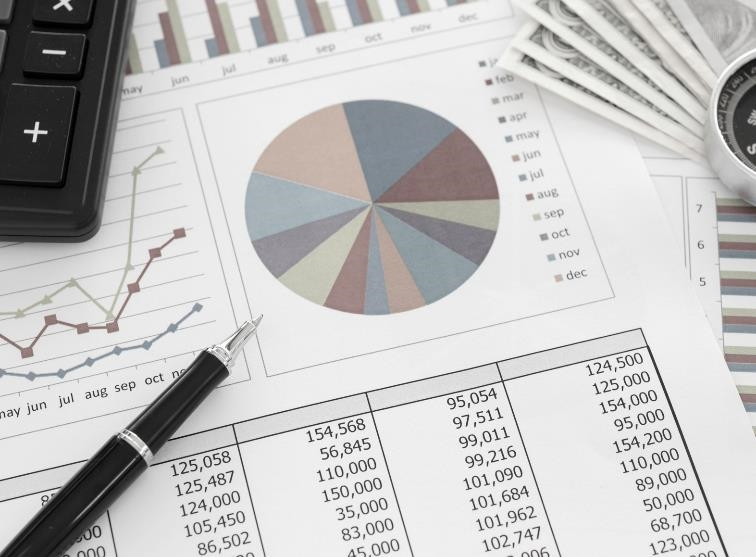 ×
−
+
may jun jul aug sep oct nov dec
feb
mar
apr
may
jun
jul
aug
sep
oct
nov
dec
SW
7
6
5
may jun jul aug sep oct
125,058
125,487
124,000
105,450
86,502
154,568
56,845
110,000
150,000
35,000
83,000
45,000
95,054
97,511
99,011
99,216
101,090
101,684
101,962
102,747
124,500
125,000
154,000
95,000
154,200
110,000
89,000
50,000
68,700
123,000